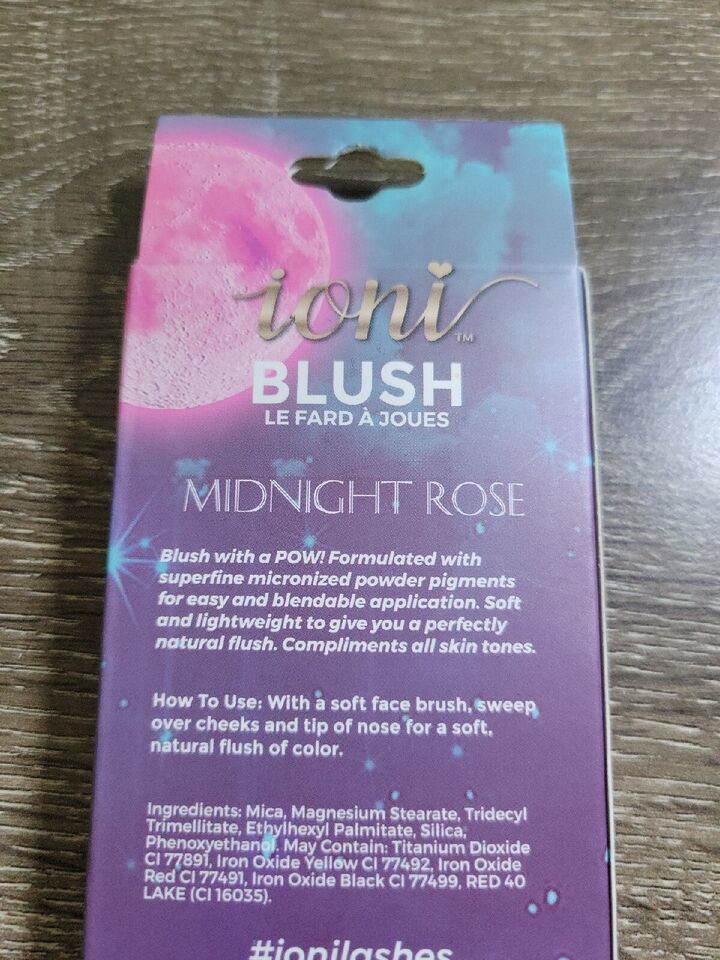 ioni™
BLUSH
LE FARD À JOUES
MIDNIGHT ROSE
Blush with a POW! Formulated with
superfine micronized powder pigments
for easy and blendable application. Soft
and lightweight to give you a perfectly
natural flush. Compliments all skin tones.
How To Use: With a soft face brush, sweep
over cheeks and tip of nose for a soft,
natural flush of color.
Ingredients: Mica, Magnesium Stearate, Tridecyl
Trimellitate, Ethylhexyl Palmitate, Silica,
Phenoxyethanol. May Contain: Titanium Dioxide
CI 77891, Iron Oxide Yellow CI 77492, Iron Oxide
Red CI 77491, Iron Oxide Black CI 77499, RED 40
LAKE (CI 16035).
#ionilashes